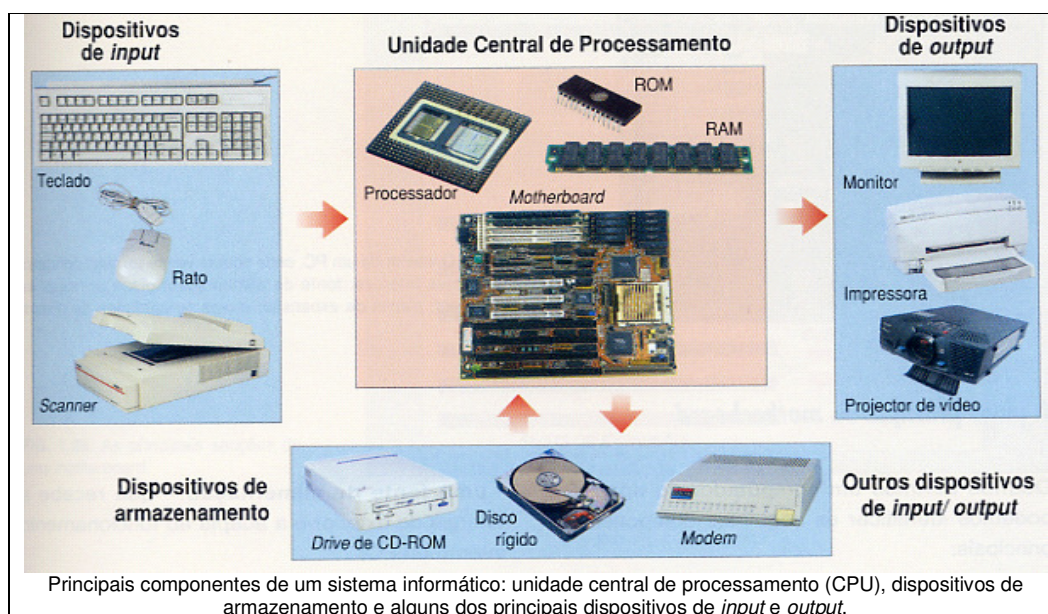 Dispositivos
de input
Unidade Central de Processamento
Dispositivos
de output
ROM
RAM
Teclado
Processador
Motherboard
Monitor
Rato
Impressora
Scanner
Projector de vídeo
Dispositivos de
armazenamento
Drive de CD-ROM
Disco
rígido
Modem
Outros dispositivos
de input/ output
Principais componentes de um sistema informático: unidade central de processamento (CPU), dispositivos de
armazenamento e alguns dos principais dispositivos de input e output.